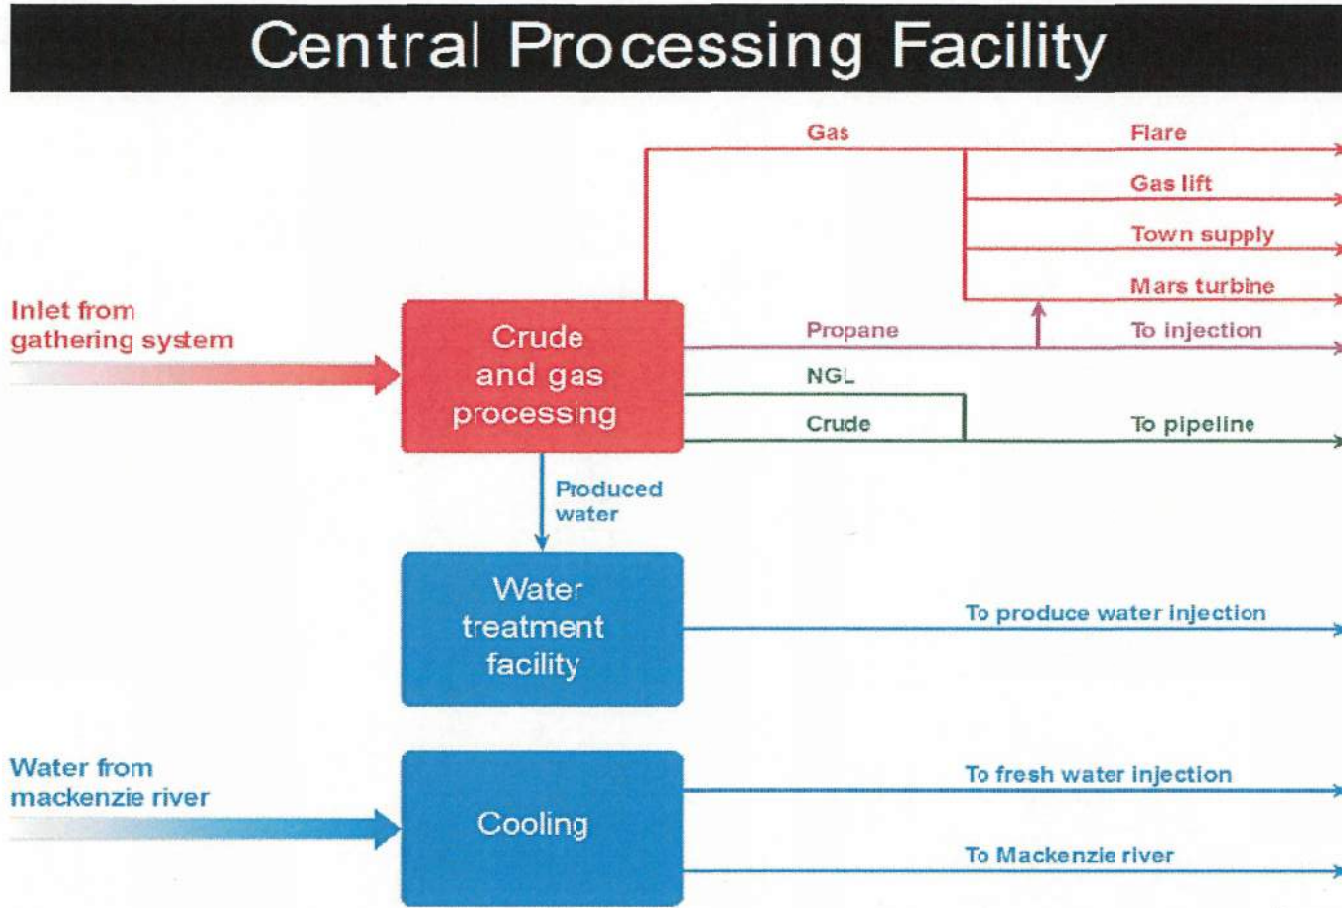 Central Processing Facility
Gas
Flare
Gas lift
Town supply
Mars turbine
Inlet from
gathering system
Crude
and gas
processing
Propane
To injection
NGL
Crude
To pipeline
Produced
water
Water
treatment
facility
To produce water injection
Water from
mackenzie river
Cooling
To fresh water injection
To Mackenzie river